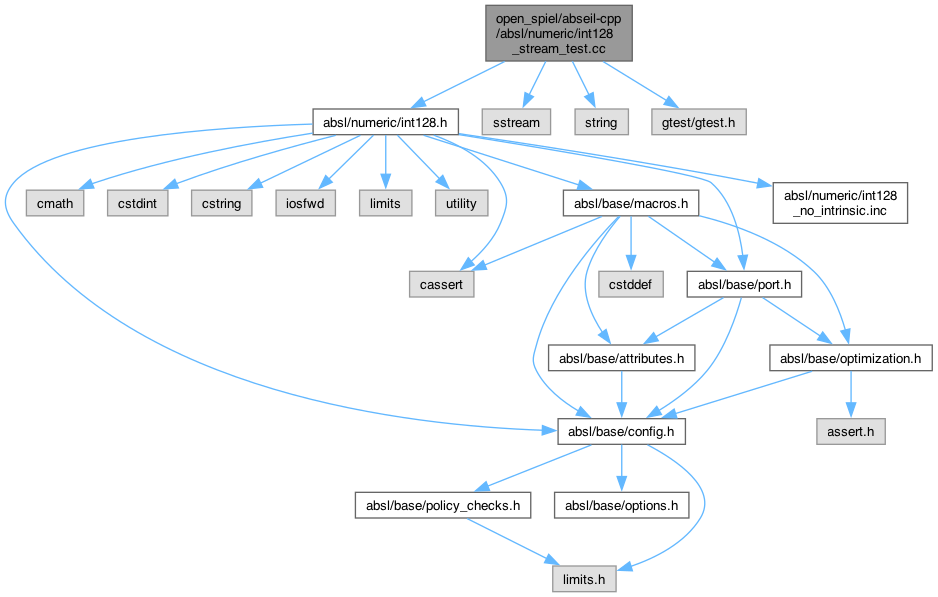 open_spiel/abseil-cpp
/absl/numeric/int128
_stream_test.cc
absl/numeric/int128.h
sstream
string
gtest/gtest.h
cmath
cstdint
cstring
iosfwd
limits
utility
absl/base/macros.h
absl/numeric/int128
_no_intrinsic.inc
cassert
cstddef
absl/base/port.h
absl/base/attributes.h
absl/base/optimization.h
absl/base/config.h
assert.h
absl/base/policy_checks.h
absl/base/options.h
limits.h